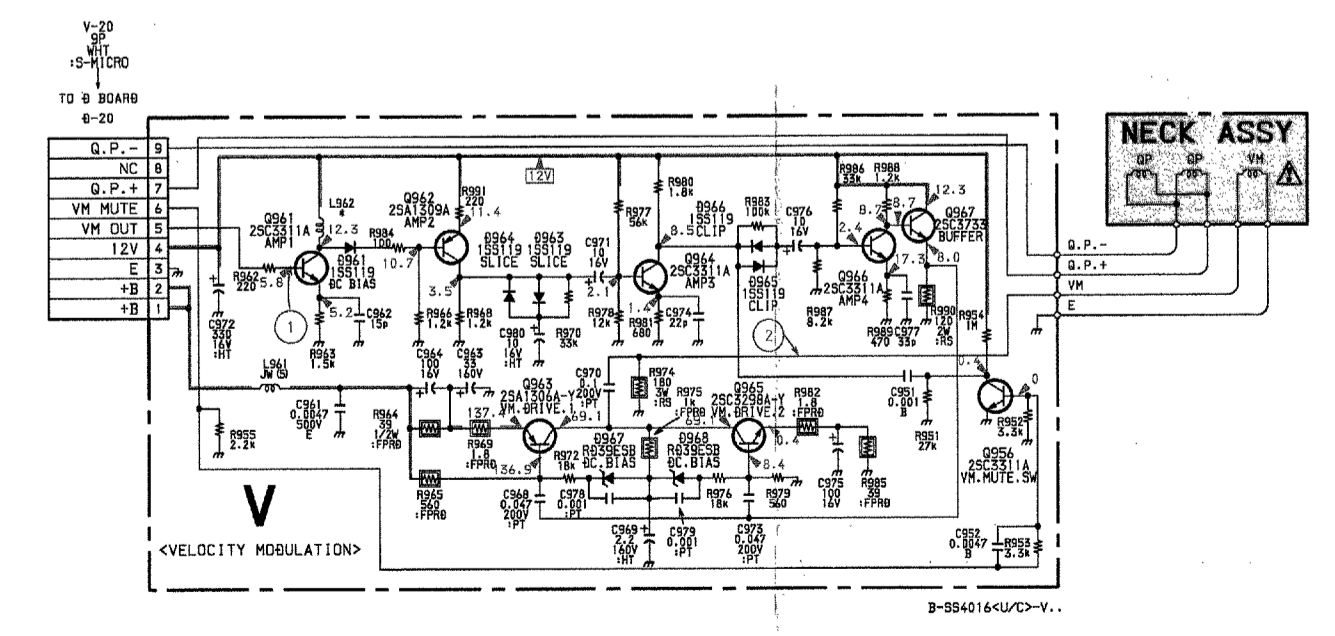 V-20
9P
WHT
:S-MICRO
TO D BOARD
D-20
Q.P.- 9
NC 8
Q.P.+ 7
VM MUTE 6
VM OUT 5
12V 4
E 3
+B 2
+B 1
NECK ASSY
QP QP VM
Q.P.-
Q.P.+
VM
E
12V
L962
*
Q961
2SC3311A
AMP1
12.3
R962
220
5.8
D961
1SS119
DC BIAS
R984
100
Q962
2SA1309A
AMP2
R991
220
11.4
10.7
3.5
5.2
C962
15p
R963
1.5k
C972
330
16V
:HT
1
D964
1SS119
SLICE
D963
1SS119
SLICE
C971
10
16V
2.1
R977
56k
R980
1.8k
8.5
Q964
2SC3311A
AMP3
1.4
R966
1.2k
R968
1.2k
C980
10
16V
:HT
R970
33k
R978
12k
R981
680
C974
22p
R983
100k
D966
1SS119
CLIP
D965
1SS119
CLIP
C976
10
16V
R986
33k
R988
1.2k
8.7
8.7
12.3
Q967
2SC3733
BUFFER
8.0
2.4
17.3
Q966
2SC3311A
AMP4
R987
8.2k
R989
470
C977
33p
R990
120
2W
:RS
R954
1M
2
L961
JW(5)
C961
0.0047
500V
E
R955
2.2k
R964
39
1/2W
:FPRD
C964
100
16V
C963
33
160V
137.4
R969
1.8
:FPRD
Q963
2SA1306A-Y
VM.DRIVE.1
69.1
136.9
R965
560
:FPRD
C970
0.1
200V
:PT
R974
180
3W
:RS
R975
1k
:FPRD
R972
18k
D967
RD39ESB
DC.BIAS
D968
RD39ESB
DC.BIAS
C968
0.047
200V
:PT
C978
0.001
:PT
C969
2.2
160V
:HT
C979
0.001
:PT
R976
18k
Q965
2SC3298A-Y
VM.DRIVE.2
69.1
0.4
8.4
C973
0.047
200V
:PT
R979
560
R982
1.8
:FPRD
C975
100
16V
R985
39
:FPRD
C951
0.001
B
R951
27k
0.4
0
R952
3.3k
Q956
2SC3311A
VM.MUTE.SW
C952
0.0047
B
R953
3.3k
V
<VELOCITY MODULATION>
B-SS4016<U/C>-V..